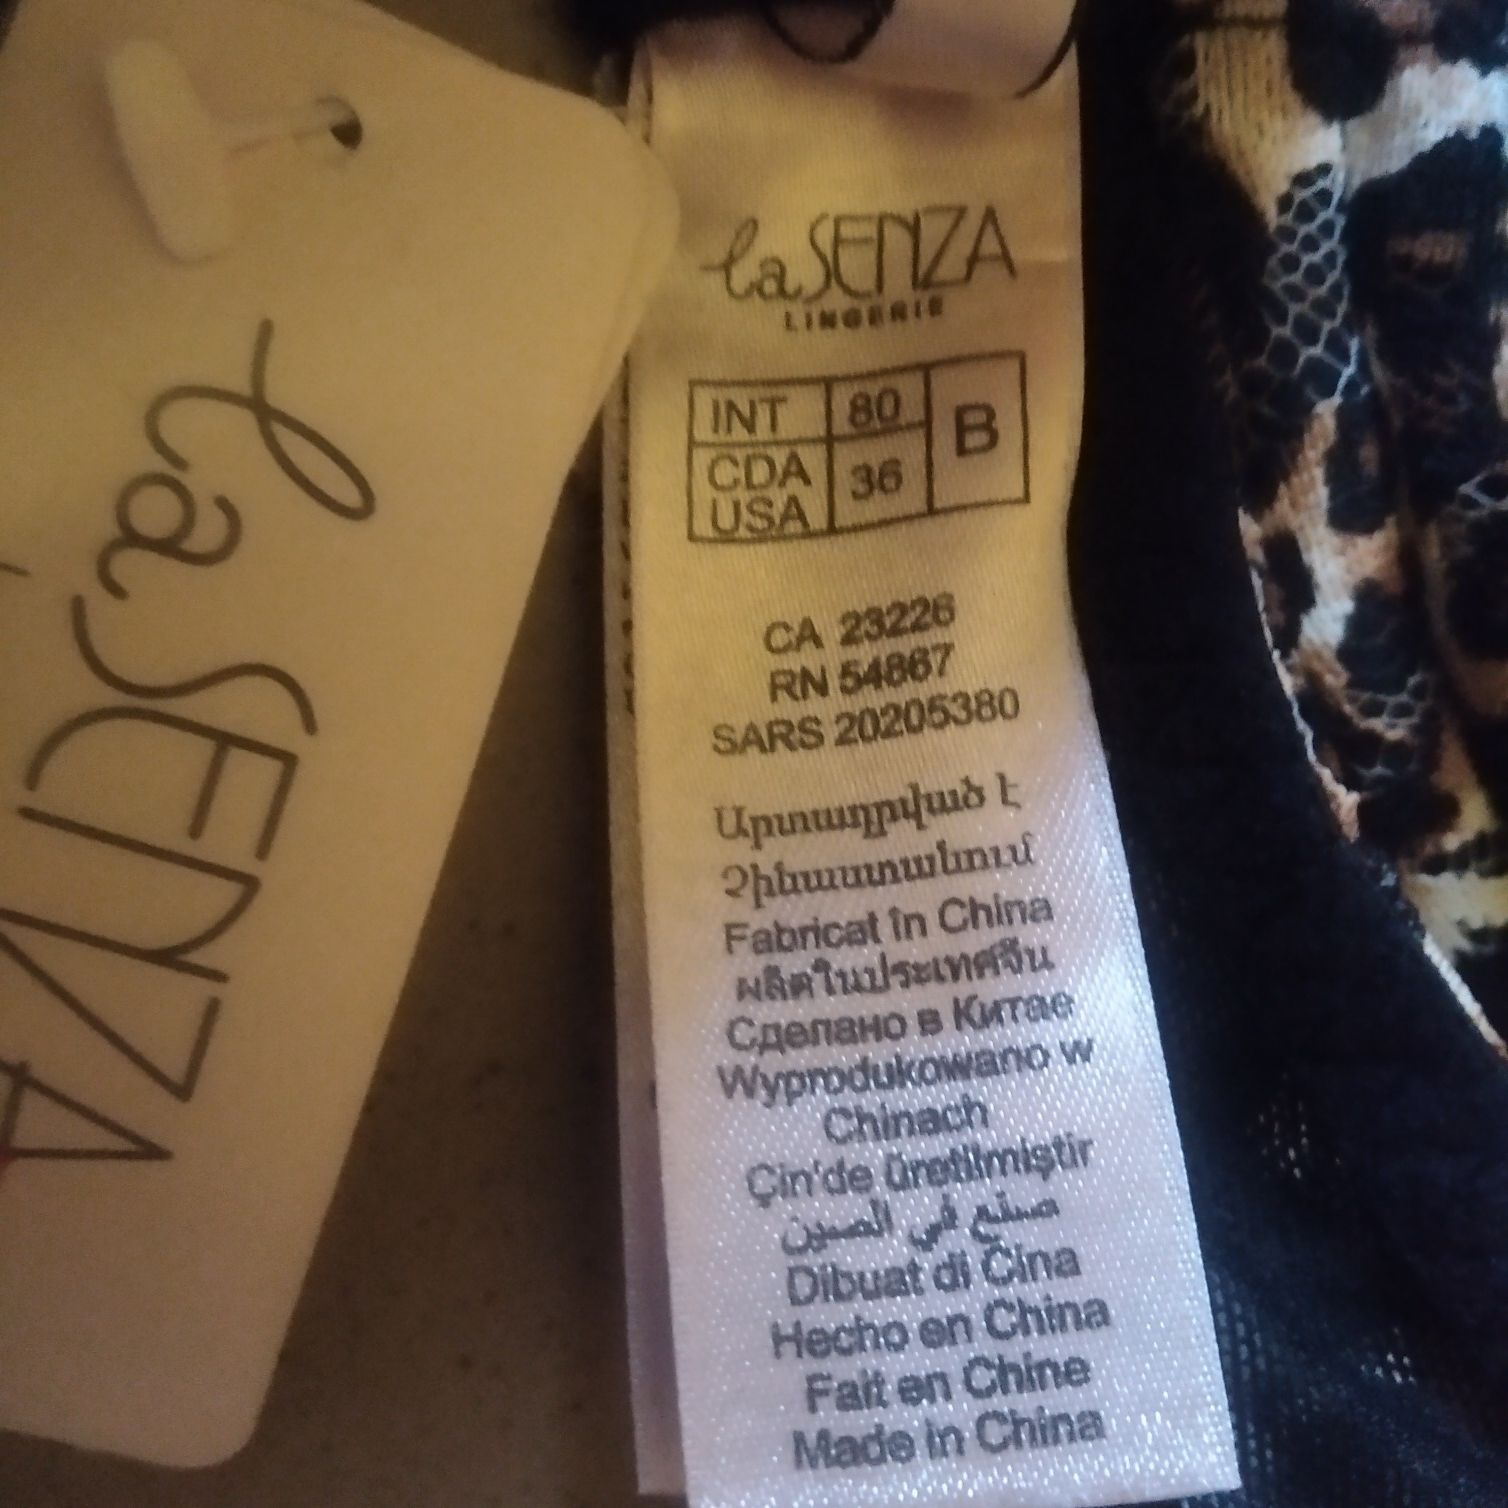 la SENZA
la SENZA
LINGERIE
INT 80 B
CDA USA 36
CA 23226
RN 54867
SARS 20205380
Արտադրված է
Չինաստանում
Fabricat în China
ผลิตในประเทศจีน
Сделано в Китае
Wyprodukowano w
Chinach
Çin'de üretilmiştir
صنع في الصين
Dibuat di Cina
Hecho en China
Fait en Chine
Made in China